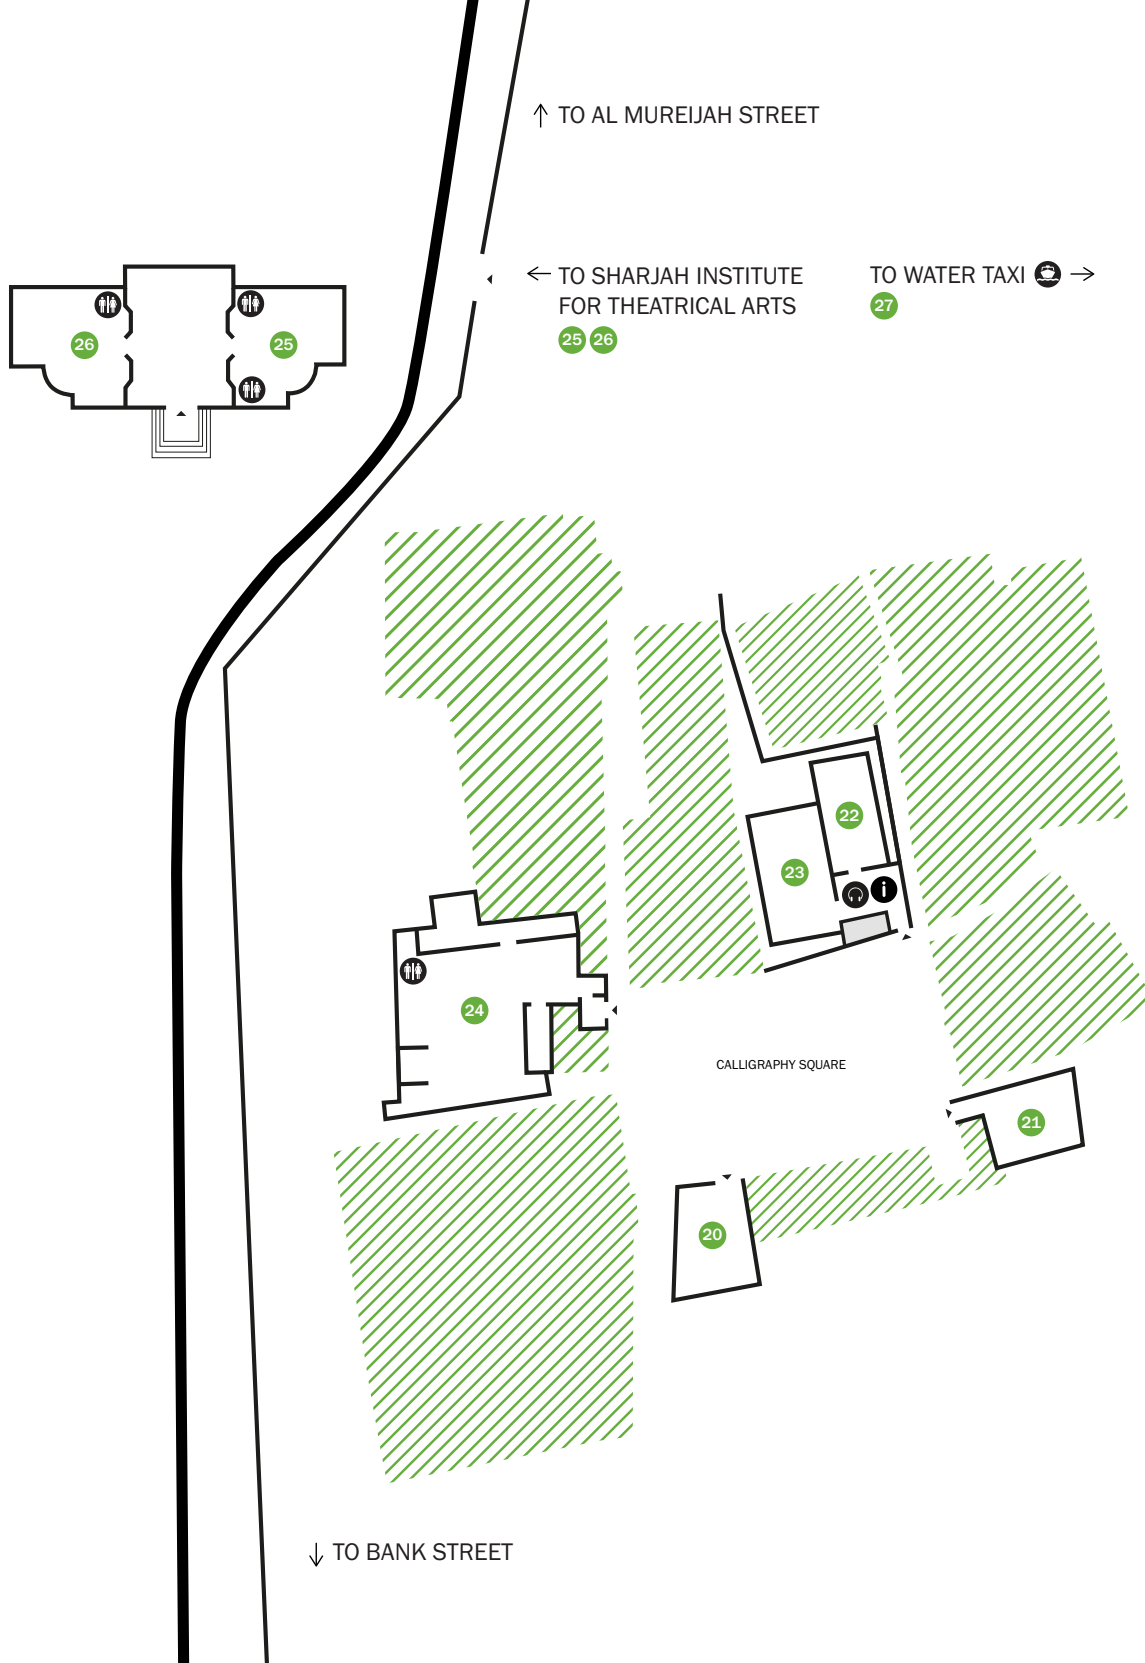 ↑ TO AL MUREIJAH STREET
← TO SHARJAH INSTITUTE
FOR THEATRICAL ARTS
25 26
TO WATER TAXI →
27
26
25
22
23
i
24
CALLIGRAPHY SQUARE
21
20
↓ TO BANK STREET